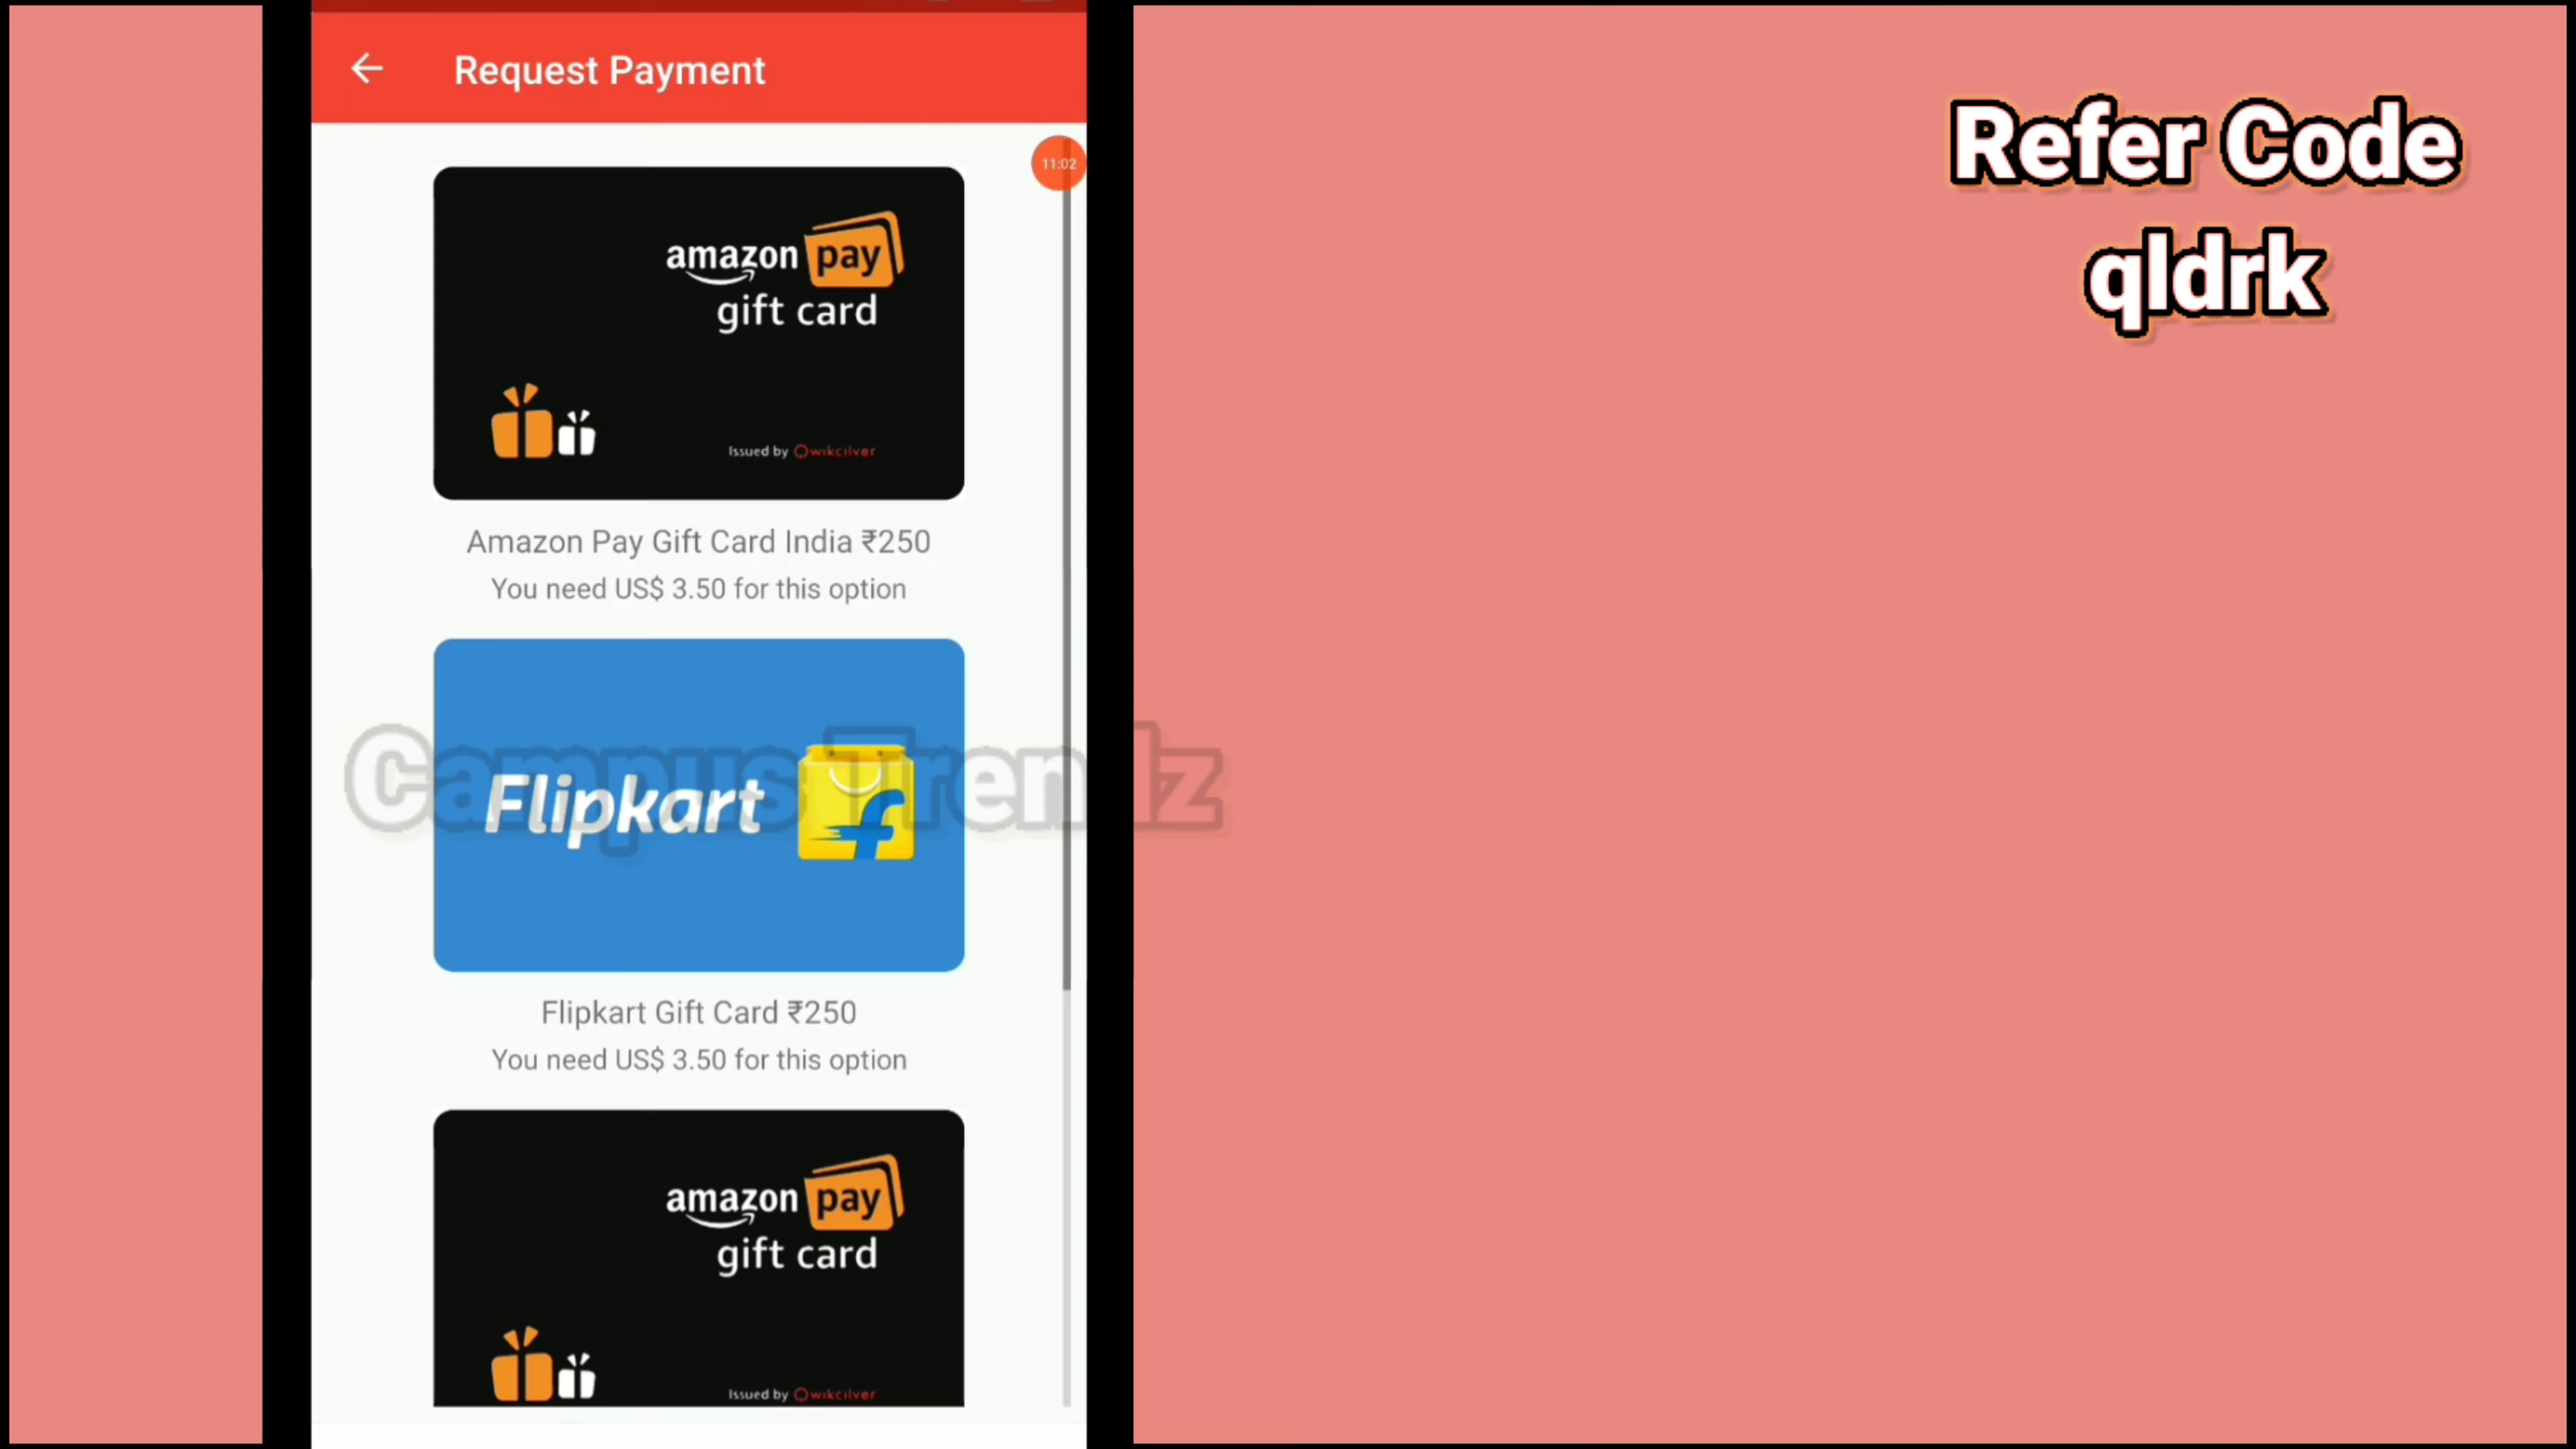 Request Payment
11:02
amazon pay
gift card
Issued by Qwikcilver
Amazon Pay Gift Card India ₹250
You need US$ 3.50 for this option
Flipkart
Flipkart Gift Card ₹250
You need US$ 3.50 for this option
amazon pay
gift card
Issued by Qwikcilver
Campus Trendz
Refer Code
qldrk